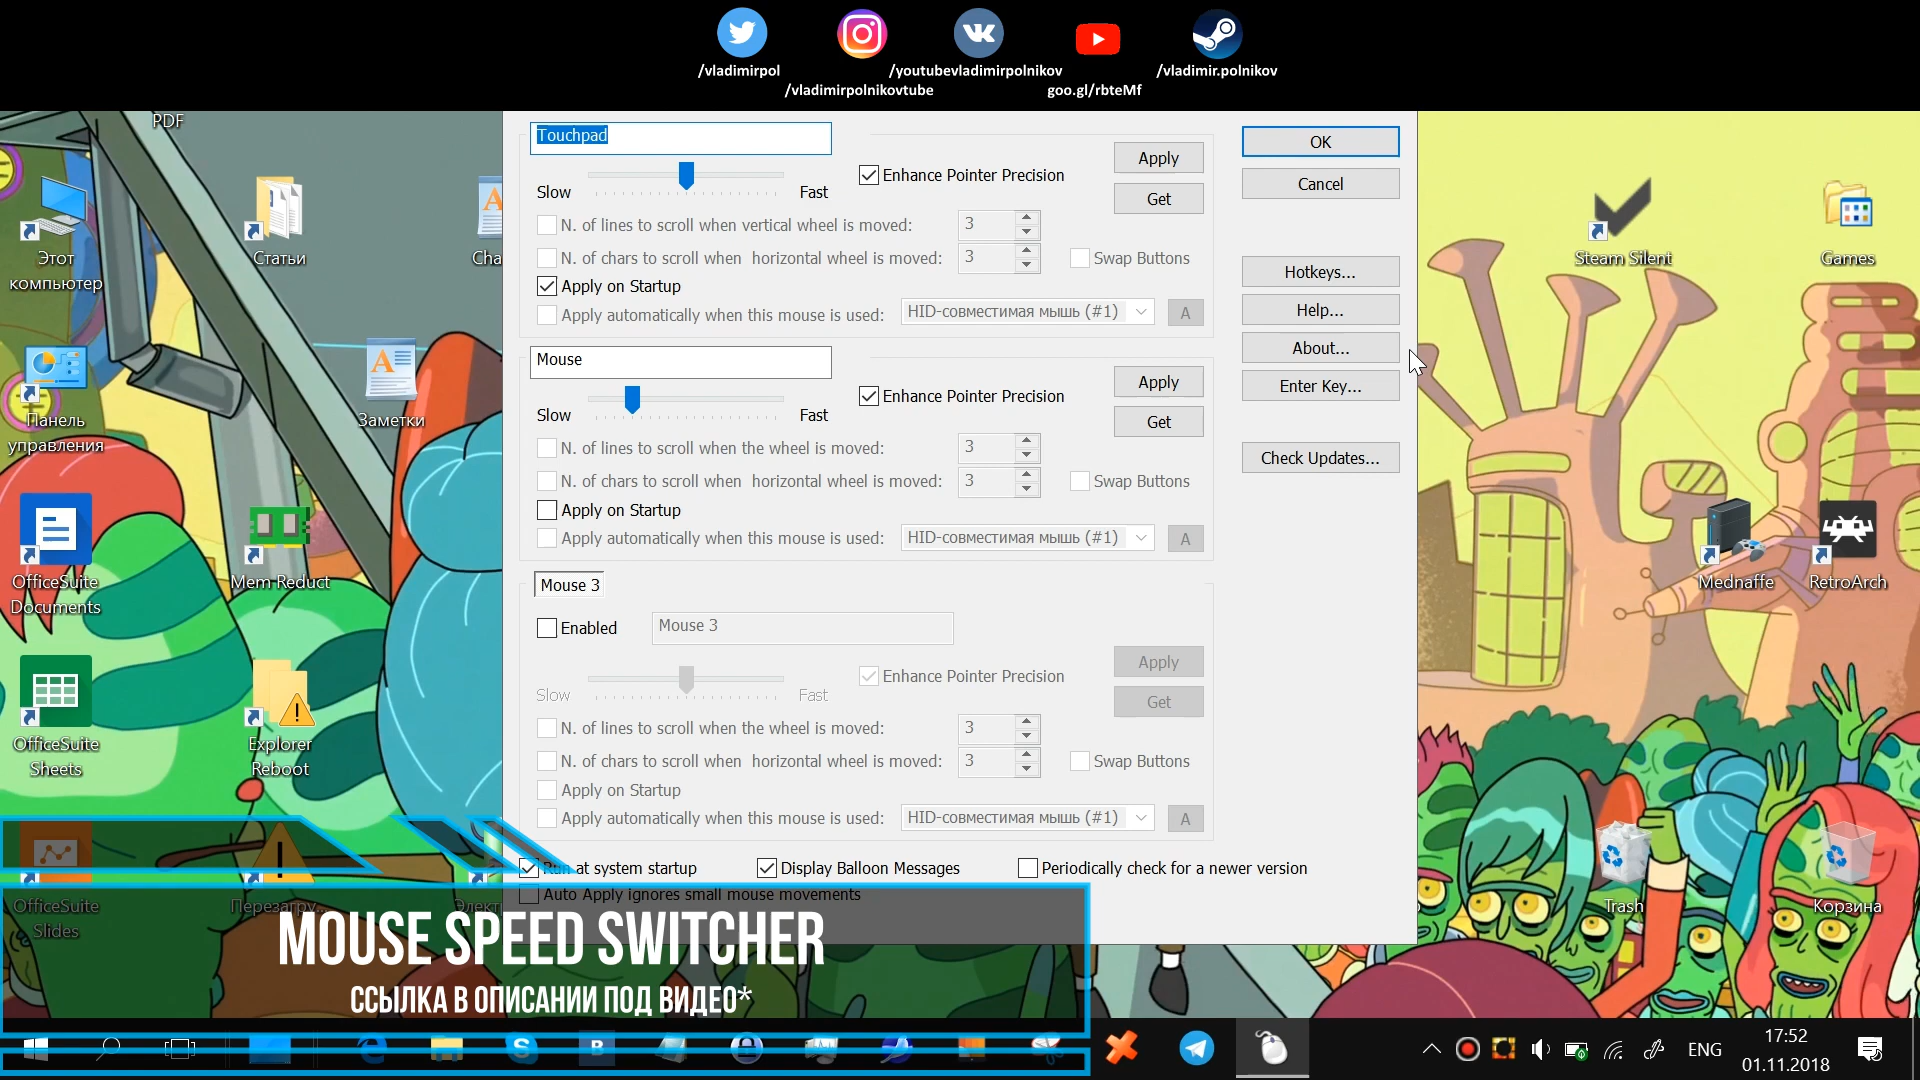 /vladimirpol
/youtubevladimirpolnikov
/vladimir.polnikov
/vladimirpolnikovtube
goo.gl/rbteMf
PDF
Этот компьютер
Статьи
Cha
Панель управления
Заметки
OfficeSuite Documents
Mem Reduct
OfficeSuite Sheets
Explorer Reboot
OfficeSuite Slides
Перезагру...
Touchpad
Slow
Fast
Enhance Pointer Precision
Apply
Get
N. of lines to scroll when vertical wheel is moved:
3
N. of chars to scroll when horizontal wheel is moved:
3
Swap Buttons
Apply on Startup
Apply automatically when this mouse is used:
HID-совместимая мышь (#1)
A
Mouse
Slow
Fast
Enhance Pointer Precision
Apply
Get
N. of lines to scroll when the wheel is moved:
3
N. of chars to scroll when horizontal wheel is moved:
3
Swap Buttons
Apply on Startup
Apply automatically when this mouse is used:
HID-совместимая мышь (#1)
A
Mouse 3
Enabled
Mouse 3
Slow
Fast
Enhance Pointer Precision
Apply
Get
N. of lines to scroll when the wheel is moved:
3
N. of chars to scroll when horizontal wheel is moved:
3
Swap Buttons
Apply on Startup
Apply automatically when this mouse is used:
HID-совместимая мышь (#1)
A
Run at system startup
Display Balloon Messages
Periodically check for a newer version
Auto Apply ignores small mouse movements
OK
Cancel
Hotkeys...
Help...
About...
Enter Key...
Check Updates...
Steam Silent
Games
Mednaffe
RetroArch
Trash
Корзина
MOUSE SPEED SWITCHER
ССЫЛКА В ОПИСАНИИ ПОД ВИДЕО*
ENG
17:52
01.11.2018